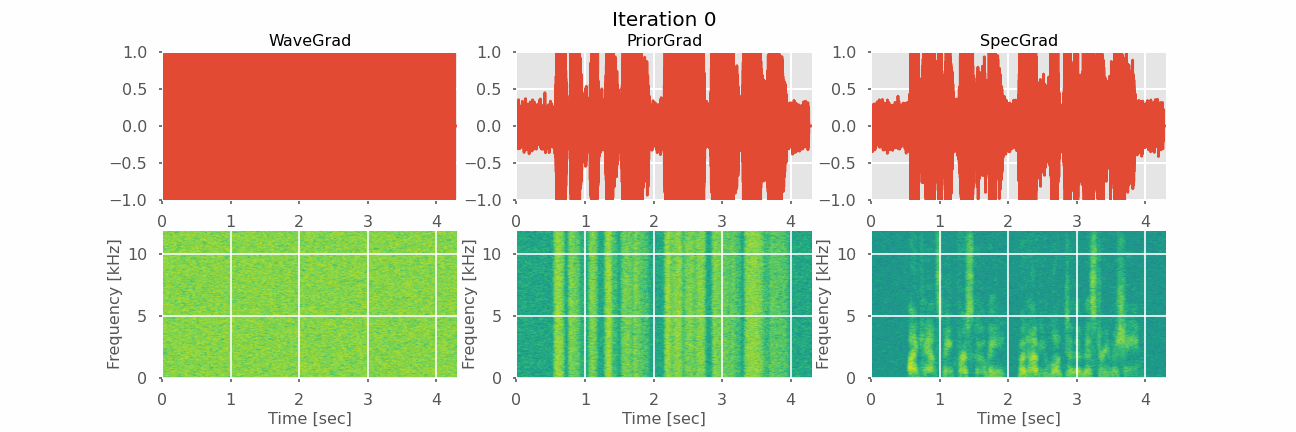 Iteration 0
WaveGrad PriorGrad SpecGrad
1.0 1.0 1.0
0.5 0.5 0.5
0.0 0.0 0.0
−0.5 −0.5 −0.5
−1.0 −1.0 −1.0
0 1 2 3 4 0 1 2 3 4 0 1 2 3 4
Frequency [kHz] Frequency [kHz] Frequency [kHz]
10 10 10
5 5 5
0 0 0
0 1 2 3 4 0 1 2 3 4 0 1 2 3 4
Time [sec] Time [sec] Time [sec]